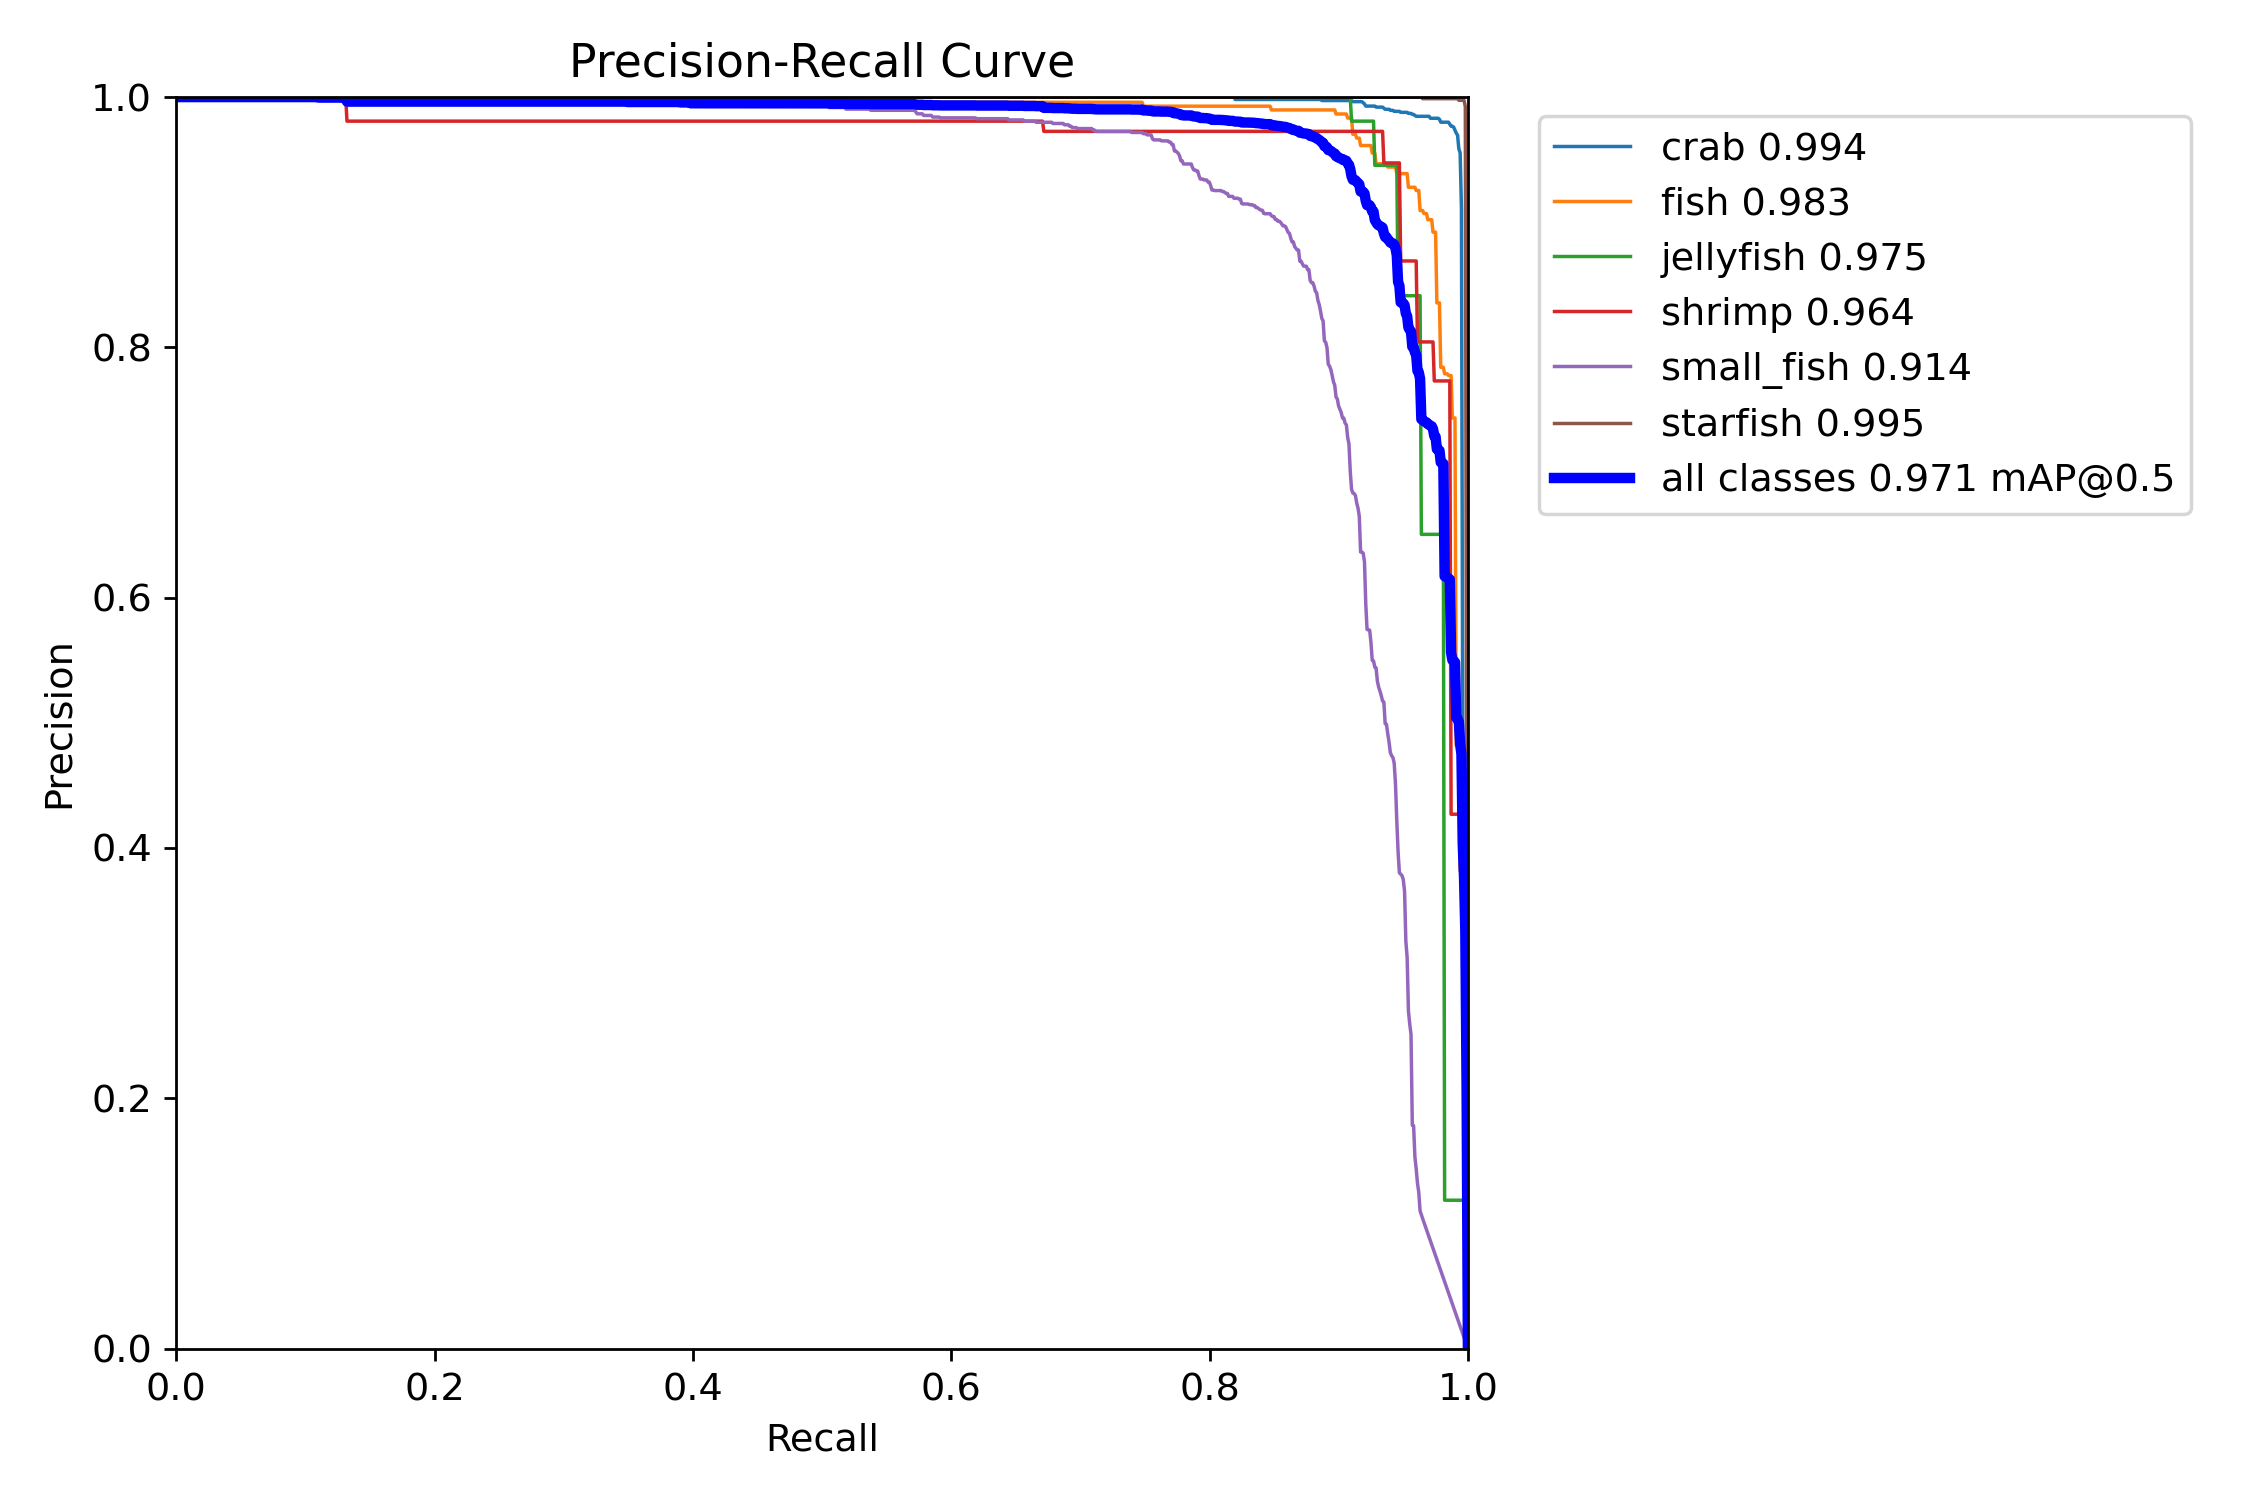 Precision-Recall Curve
1.0
0.8
0.6
0.4
0.2
0.0
Precision
0.0 0.2 0.4 0.6 0.8 1.0
Recall
crab 0.994
fish 0.983
jellyfish 0.975
shrimp 0.964
small_fish 0.914
starfish 0.995
all classes 0.971 mAP@0.5